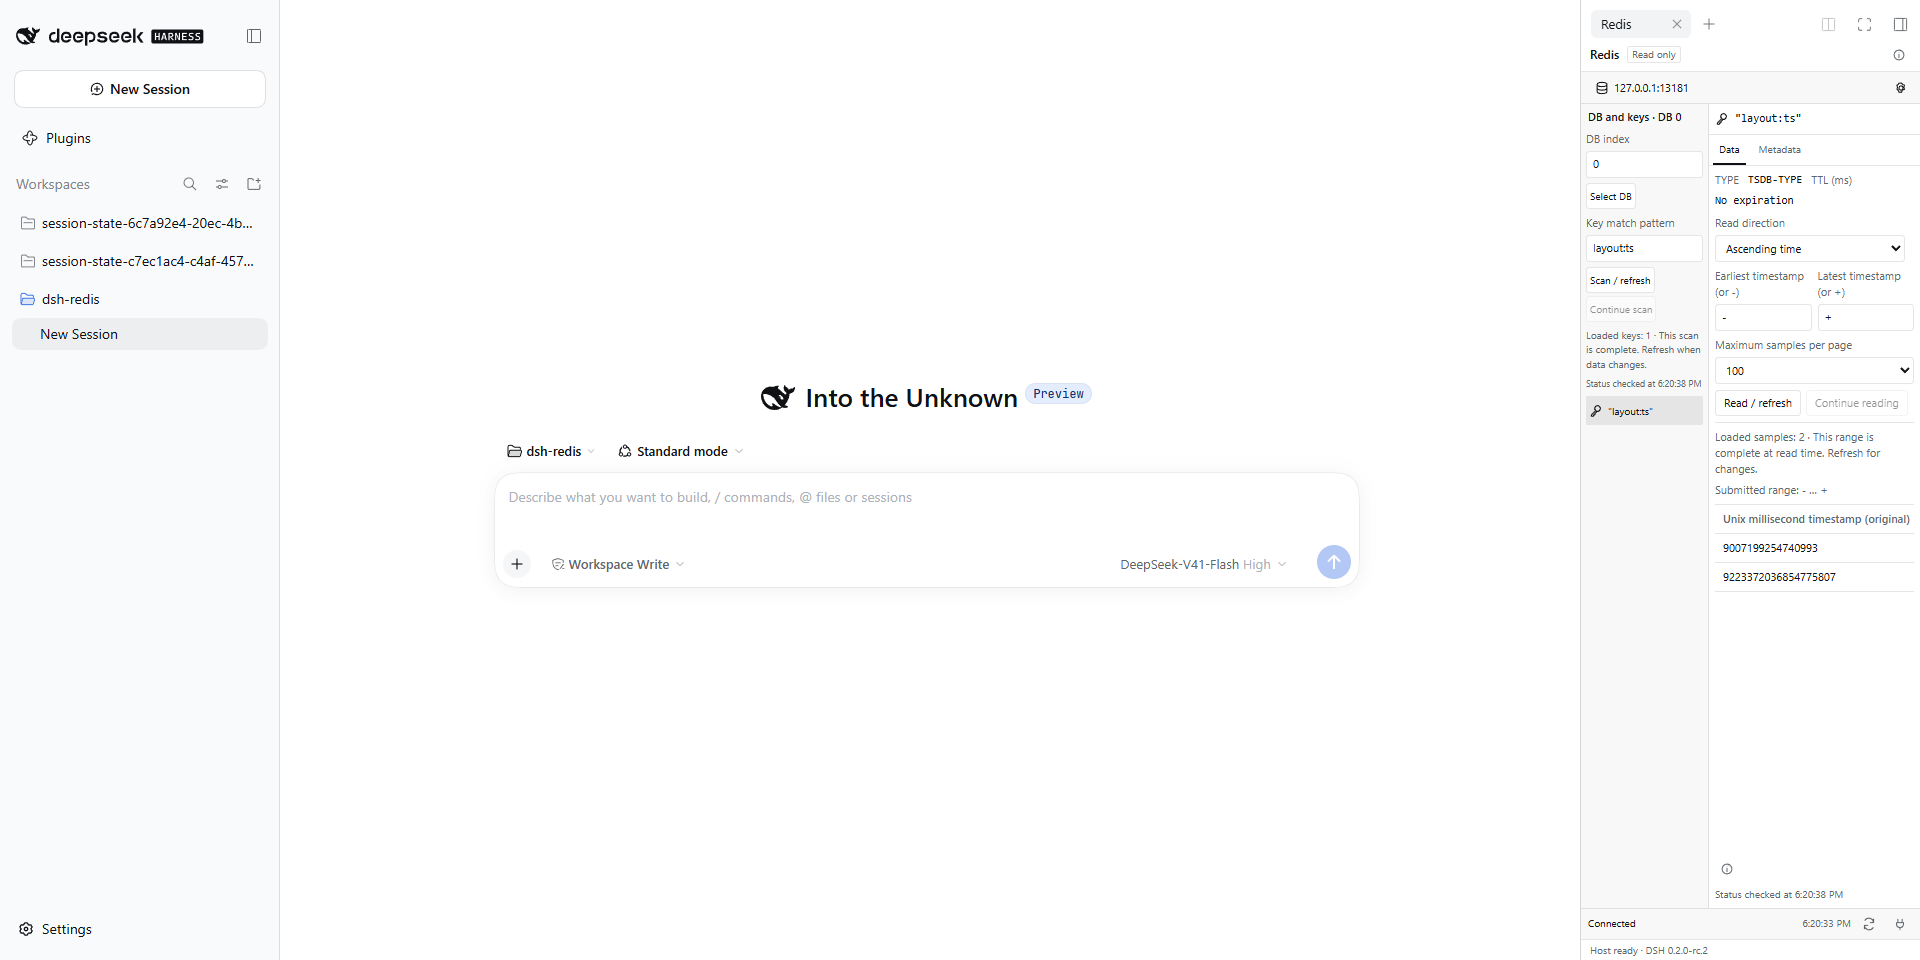 deepseek HARNESS
New Session
Plugins
Workspaces
session-state-6c7a92e4-20ec-4b...
session-state-c7ec1ac4-c4af-457...
dsh-redis
New Session
Settings
Into the Unknown Preview
dsh-redis
Standard mode
Describe what you want to build, / commands, @ files or sessions
Workspace Write
DeepSeek-V41-Flash High
Redis
Redis Read only
127.0.0.1:13181
DB and keys · DB 0
DB index
0
Select DB
Key match pattern
layout:ts
Scan / refresh
Continue scan
Loaded keys: 1 · This scan
is complete. Refresh when
data changes.
Status checked at 6:20:38 PM
"layout:ts"
"layout:ts"
Data Metadata
TYPE TSDB-TYPE TTL (ms)
No expiration
Read direction
Ascending time
Earliest timestamp
(or -)
Latest timestamp
(or +)
-
+
Maximum samples per page
100
Read / refresh
Continue reading
Loaded samples: 2 · This range is
complete at read time. Refresh for
changes.
Submitted range: - ... +
Unix millisecond timestamp (original)
9007199254740993
9223372036854775807
Status checked at 6:20:38 PM
Connected
6:20:33 PM
Host ready · DSH 0.2.0-rc.2